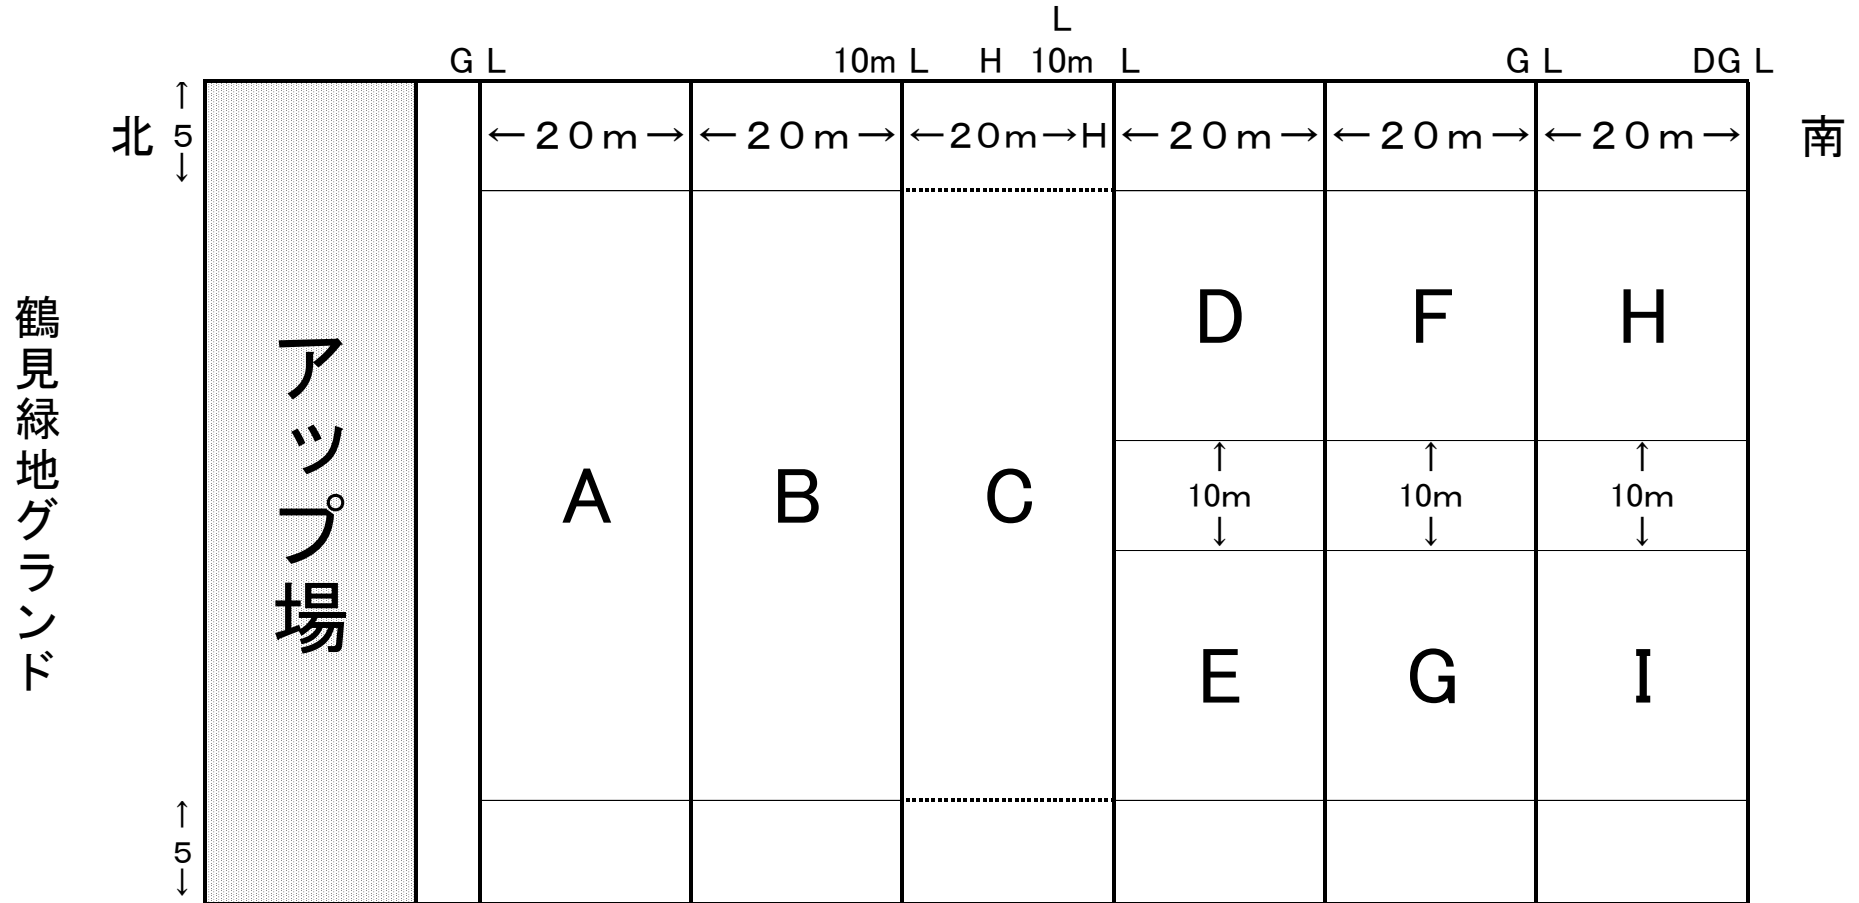 L
G L 10m L H 10m L G L DG L
北 ↑ 5 ↓ ←20m→ ←20m→ ←20m→H ←20m→ ←20m→ ←20m→ 南
鶴見緑地グランド
アップ場
A B C
D F H
↑ ↑ ↑
10m 10m 10m
↓ ↓ ↓
E G I
↑
5
↓